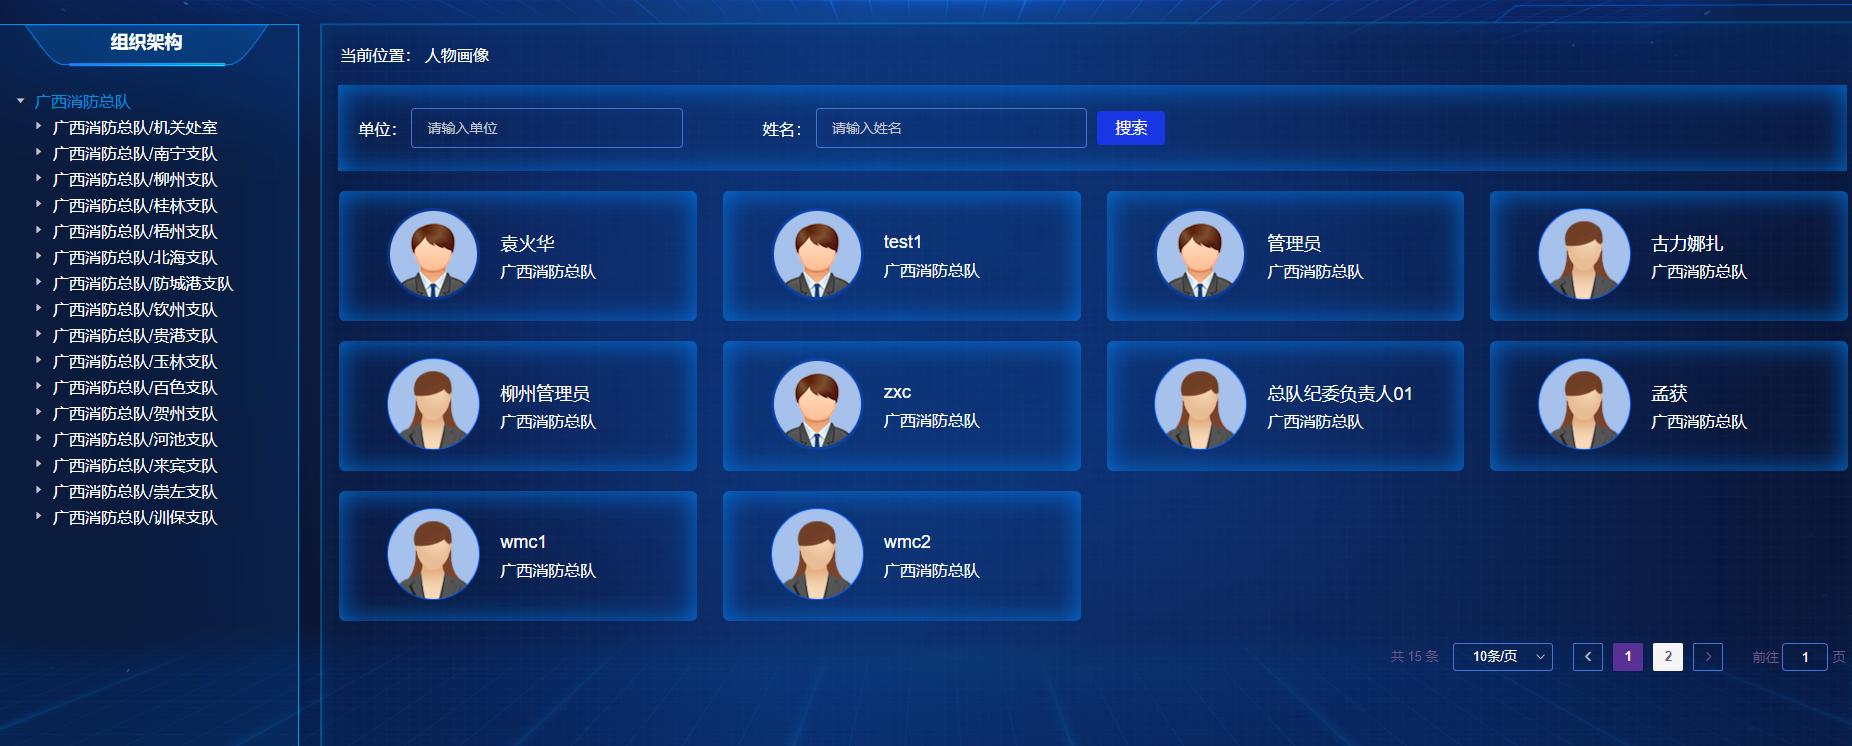 组织架构
广西消防总队
广西消防总队/机关处室
广西消防总队/南宁支队
广西消防总队/柳州支队
广西消防总队/桂林支队
广西消防总队/梧州支队
广西消防总队/北海支队
广西消防总队/防城港支队
广西消防总队/钦州支队
广西消防总队/贵港支队
广西消防总队/玉林支队
广西消防总队/百色支队
广西消防总队/贺州支队
广西消防总队/河池支队
广西消防总队/来宾支队
广西消防总队/崇左支队
广西消防总队/训保支队
当前位置： 人物画像
单位： 请输入单位 姓名： 请输入姓名 搜索
袁火华
广西消防总队
test1
广西消防总队
管理员
广西消防总队
古力娜扎
广西消防总队
柳州管理员
广西消防总队
zxc
广西消防总队
总队纪委负责人01
广西消防总队
孟获
广西消防总队
wmc1
广西消防总队
wmc2
广西消防总队
共 15 条 10条/页 1 2 前往 1 页